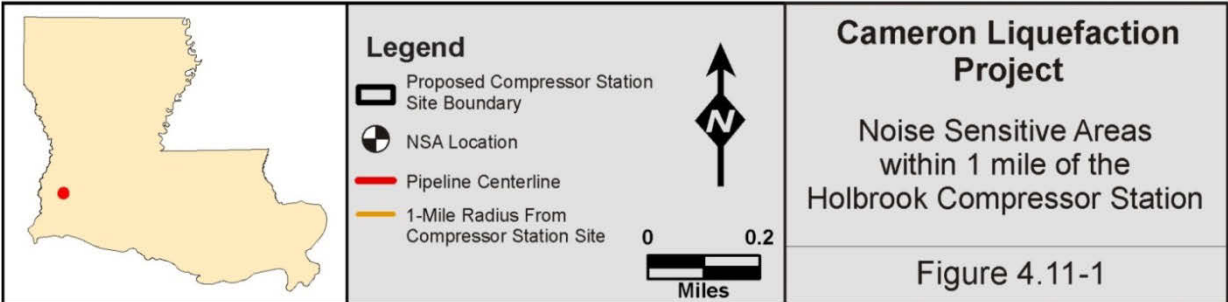 Legend
Proposed Compressor Station
Site Boundary
NSA Location
Pipeline Centerline
1-Mile Radius From
Compressor Station Site
N
0 0.2
Miles
Cameron Liquefaction
Project
Noise Sensitive Areas
within 1 mile of the
Holbrook Compressor Station
Figure 4.11-1